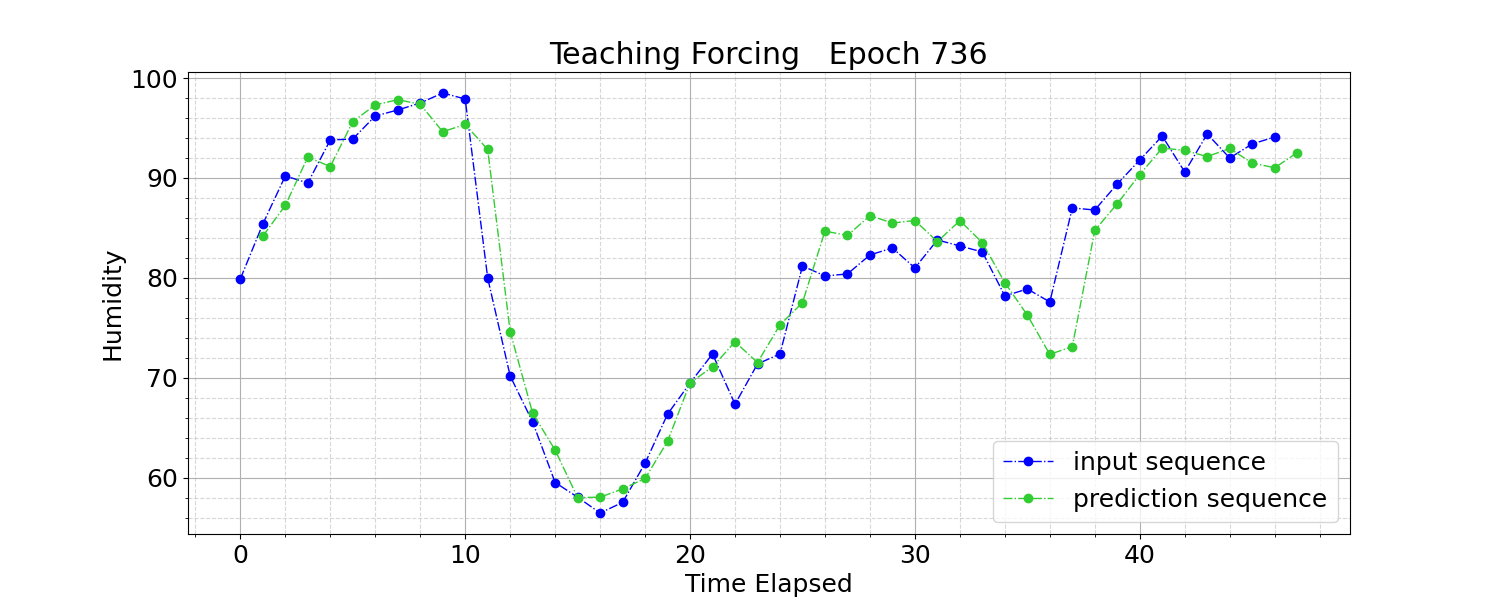 Teaching Forcing   Epoch 736
100
90
80
70
60
Humidity
input sequence
prediction sequence
0 10 20 30 40
Time Elapsed